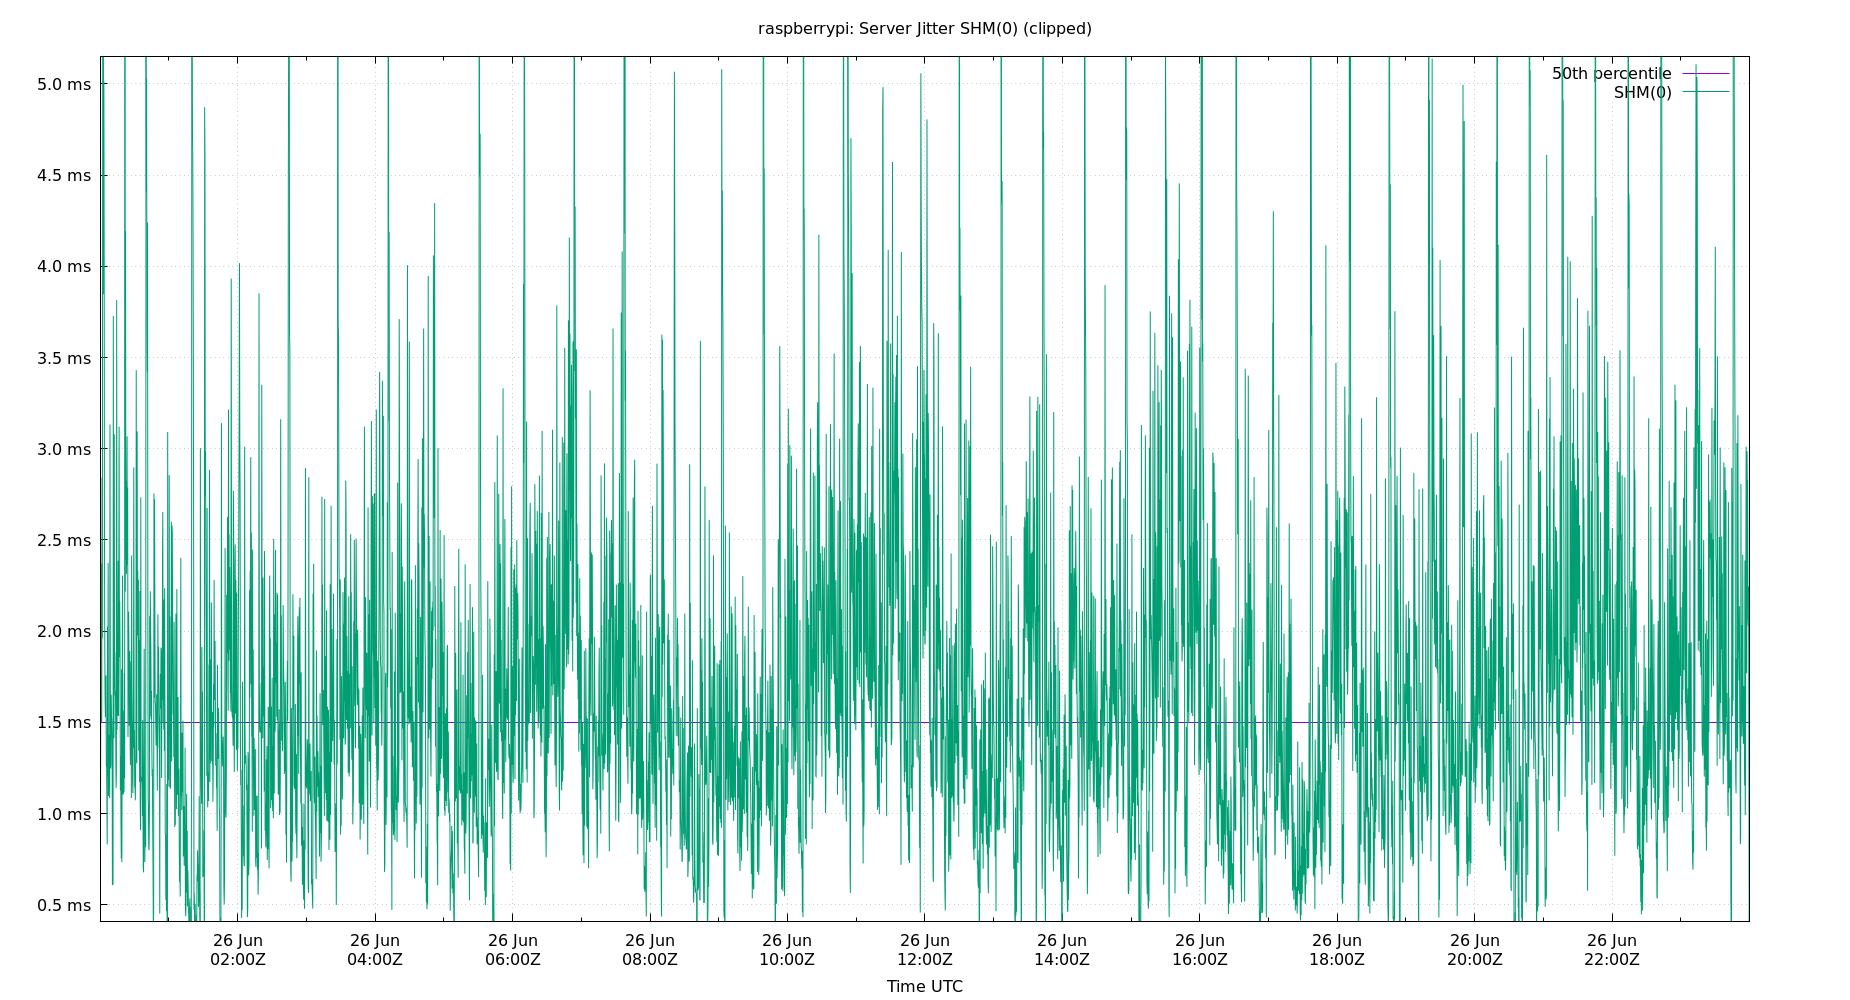 raspberrypi: Server Jitter SHM(0) (clipped)
50th percentile
SHM(0)
5.0 ms
4.5 ms
4.0 ms
3.5 ms
3.0 ms
2.5 ms
2.0 ms
1.5 ms
1.0 ms
0.5 ms
26 Jun 26 Jun 26 Jun 26 Jun 26 Jun 26 Jun 26 Jun 26 Jun 26 Jun 26 Jun 26 Jun
02:00Z 04:00Z 06:00Z 08:00Z 10:00Z 12:00Z 14:00Z 16:00Z 18:00Z 20:00Z 22:00Z
Time UTC